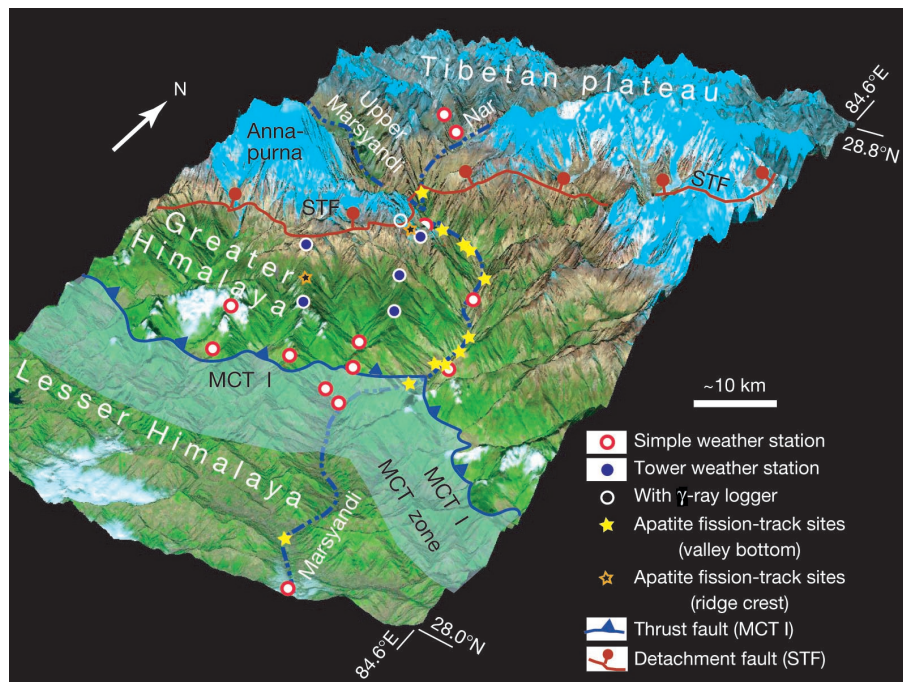 Tibetan plateau
N
84.6°E
28.8°N
Upper
Marsyandi
Nar
Anna-
purna
STF
STF
Greater
Himalaya
MCT I
~10 km
Lesser Himalaya
MCT I
MCT zone
Marsyandi
84.6°E
28.0°N
Simple weather station
Tower weather station
With γ-ray logger
Apatite fission-track sites
(valley bottom)
Apatite fission-track sites
(ridge crest)
Thrust fault (MCT I)
Detachment fault (STF)